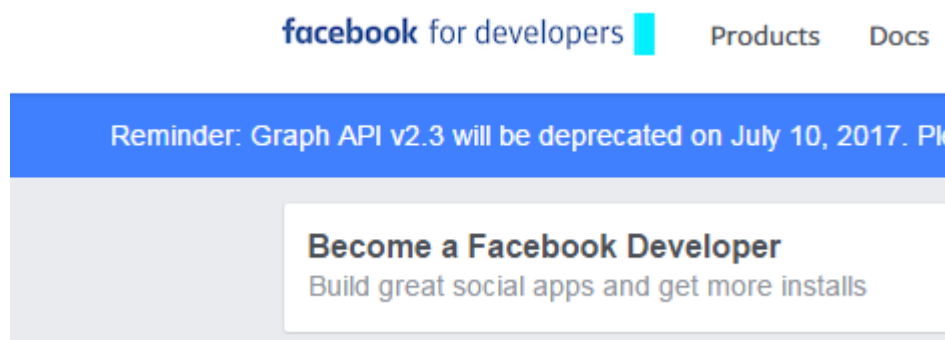 facebook for developers Products Docs
Reminder: Graph API v2.3 will be deprecated on July 10, 2017.
Become a Facebook Developer
Build great social apps and get more installs